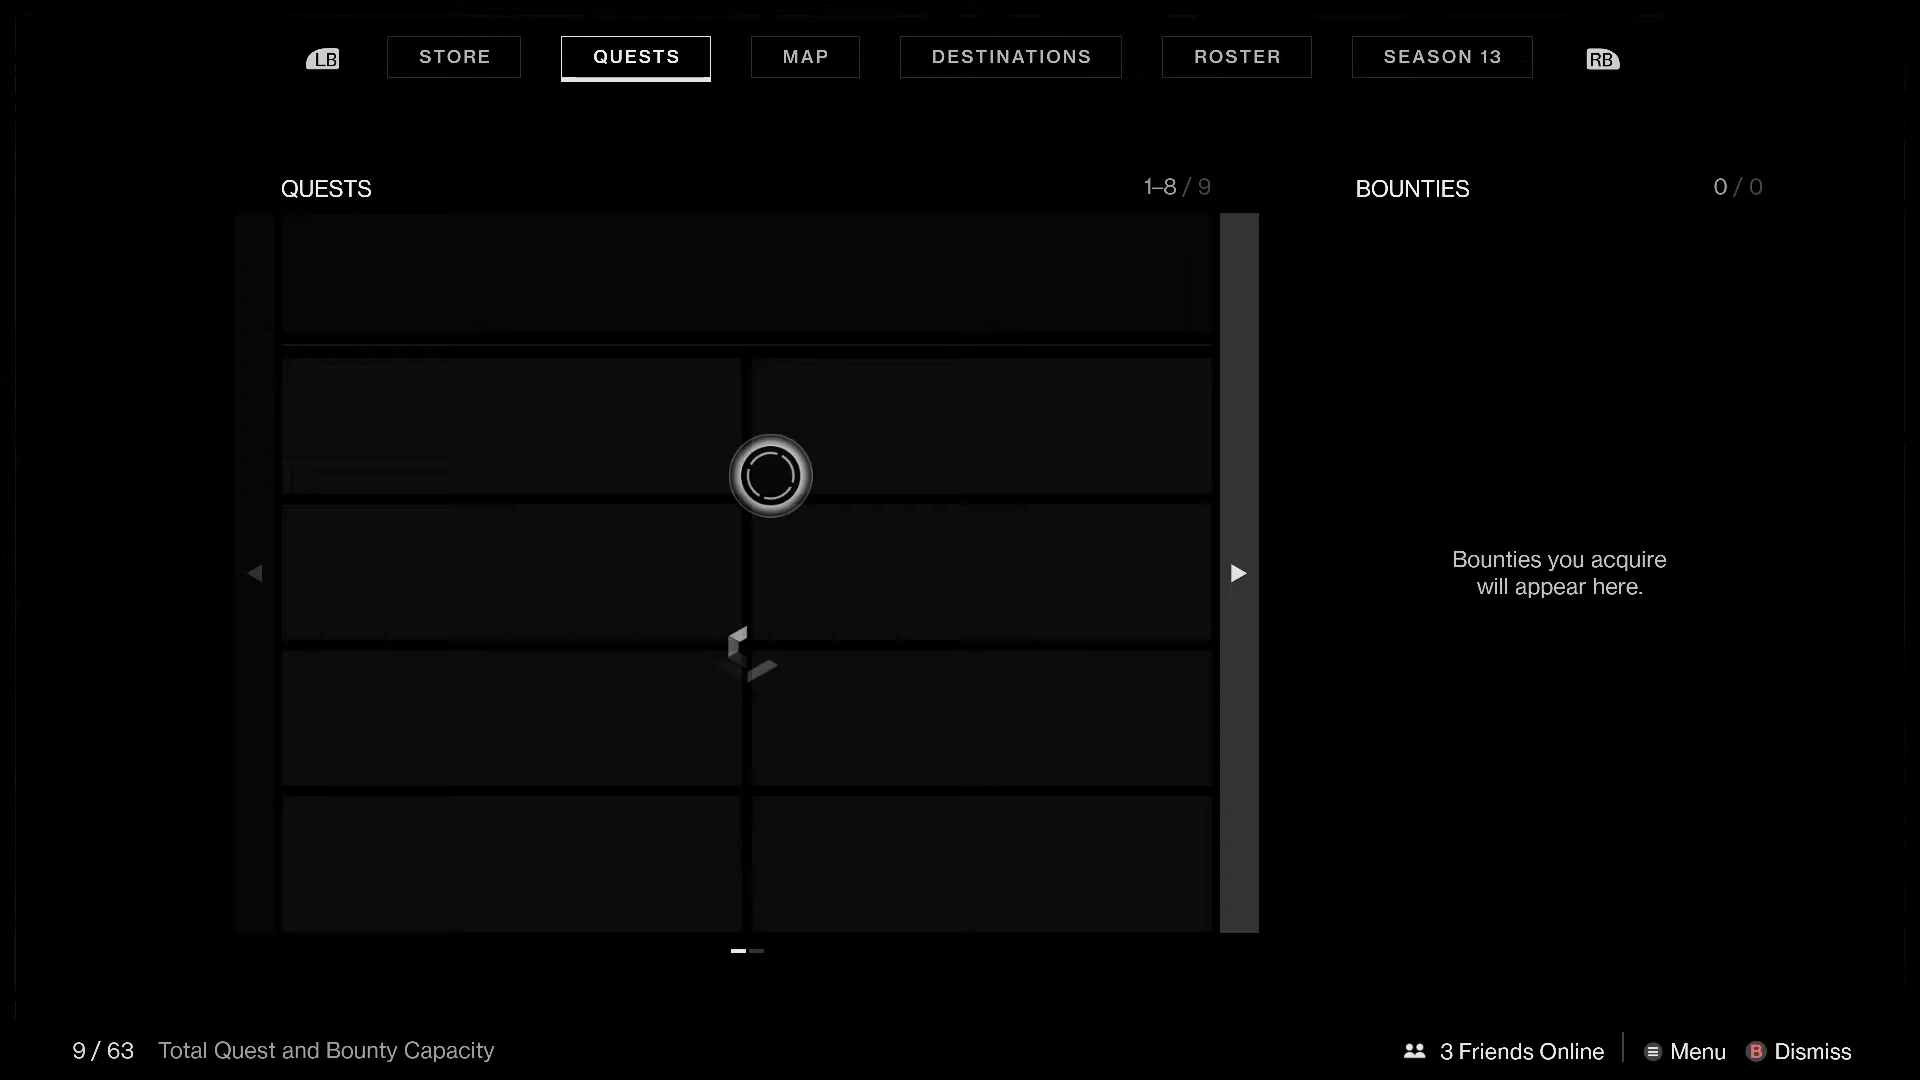 LB STORE QUESTS MAP DESTINATIONS ROSTER SEASON 13 RB
QUESTS 1–8 / 9
BOUNTIES 0 / 0
Bounties you acquire
will appear here.
9 / 63 Total Quest and Bounty Capacity
3 Friends Online Menu B Dismiss